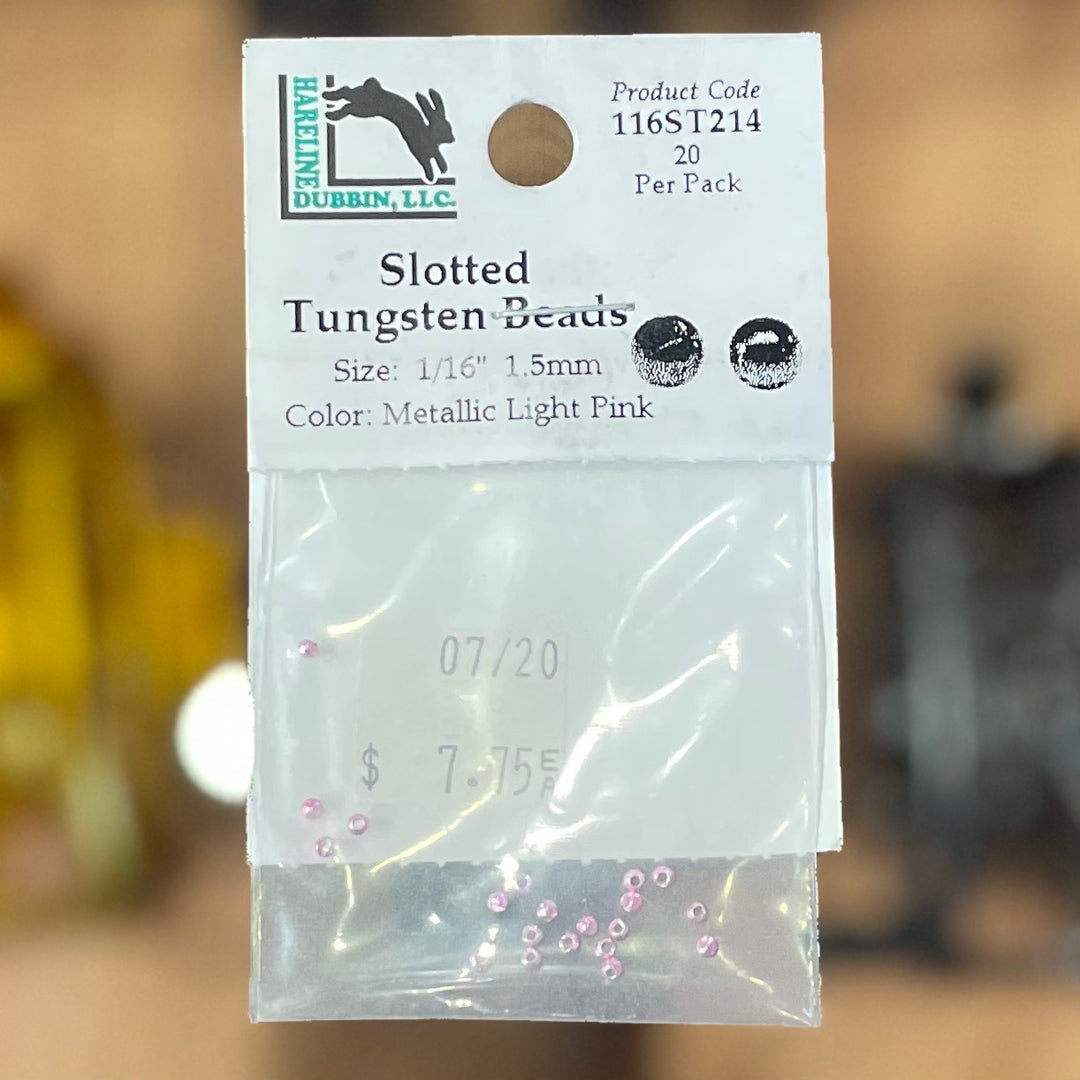 HARELINE
DUBBIN, LLC.
Product Code
116ST214
20
Per Pack
Slotted
Tungsten Beads
Size: 1/16" 1.5mm
Color: Metallic Light Pink
07/20
$ 7.75 EA